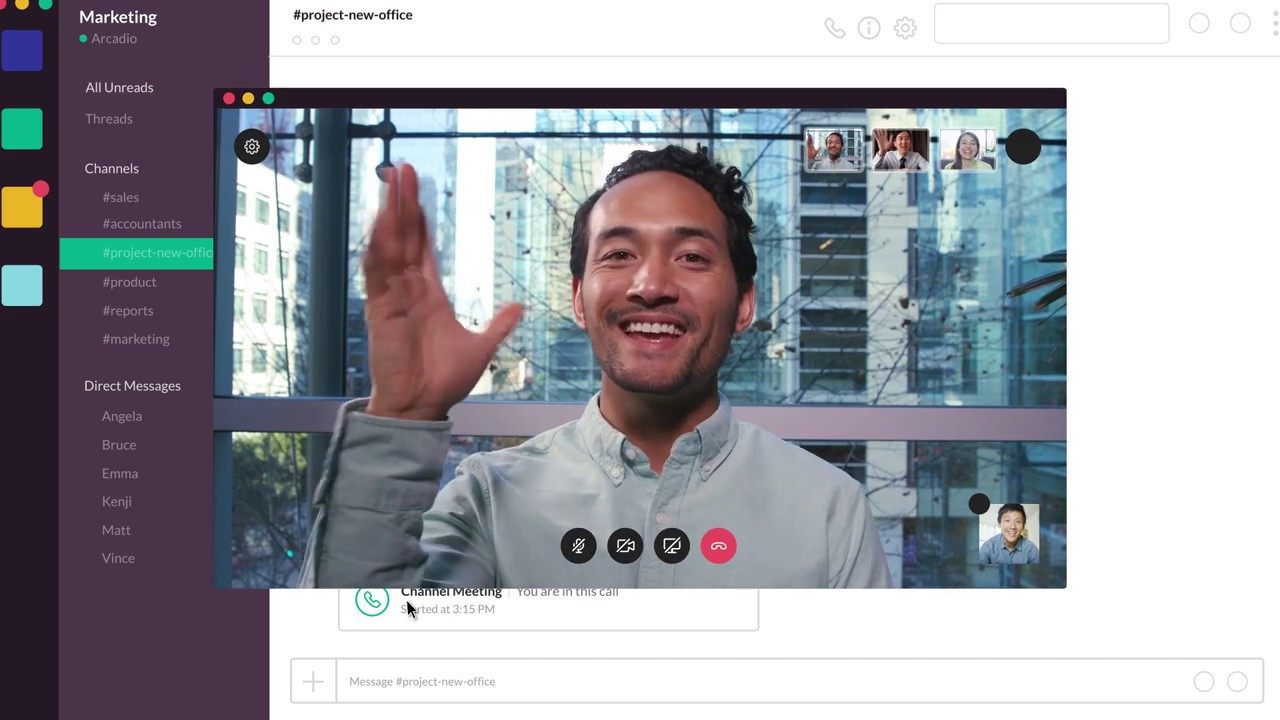 Marketing
Arcadio
All Unreads
Threads
Channels
#sales
#accountants
#project-new-offic
#product
#reports
#marketing
Direct Messages
Angela
Bruce
Emma
Kenji
Matt
Vince
#project-new-office
Channel Meeting | You are in this call
Started at 3:15 PM
Message #project-new-office